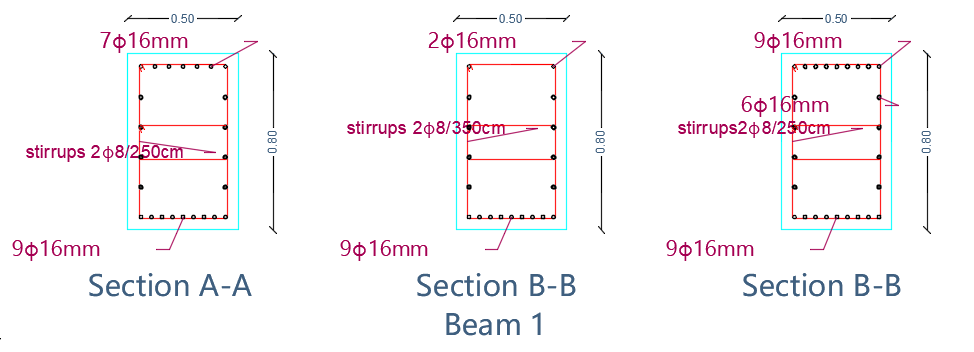 0.50
7ϕ16mm
0.80
stirrups 2ϕ8/250cm
9ϕ16mm
Section A-A
0.50
2ϕ16mm
0.80
stirrups 2ϕ8/350cm
9ϕ16mm
Section B-B
Beam 1
0.50
9ϕ16mm
6ϕ16mm
0.80
stirrups2ϕ8/250cm
9ϕ16mm
Section B-B